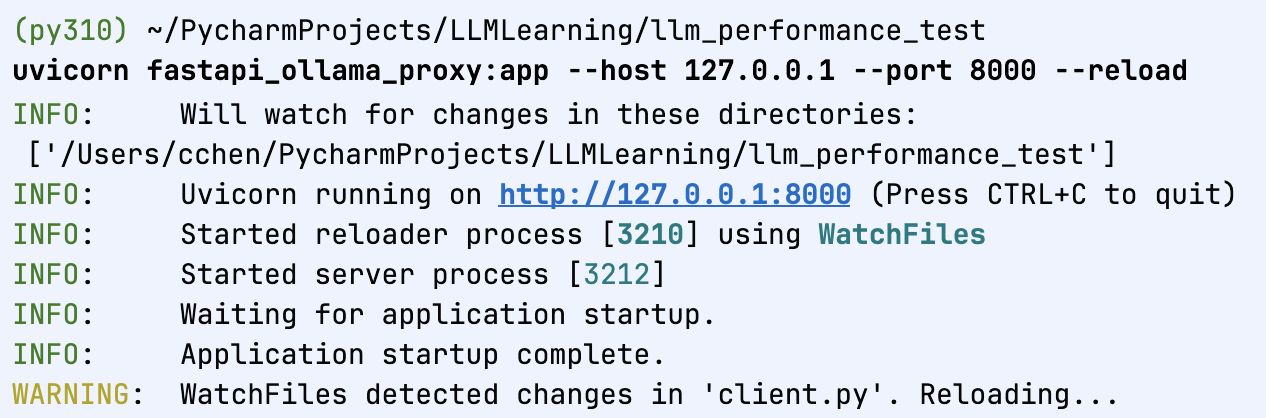 (py310) ~/PycharmProjects/LLMLearning/llm_performance_test
uvicorn fastapi_ollama_proxy:app --host 127.0.0.1 --port 8000 --reload
INFO:     Will watch for changes in these directories:
 ['/Users/cchen/PycharmProjects/LLMLearning/llm_performance_test']
INFO:     Uvicorn running on http://127.0.0.1:8000 (Press CTRL+C to quit)
INFO:     Started reloader process [3210] using WatchFiles
INFO:     Started server process [3212]
INFO:     Waiting for application startup.
INFO:     Application startup complete.
WARNING:  WatchFiles detected changes in 'client.py'. Reloading...